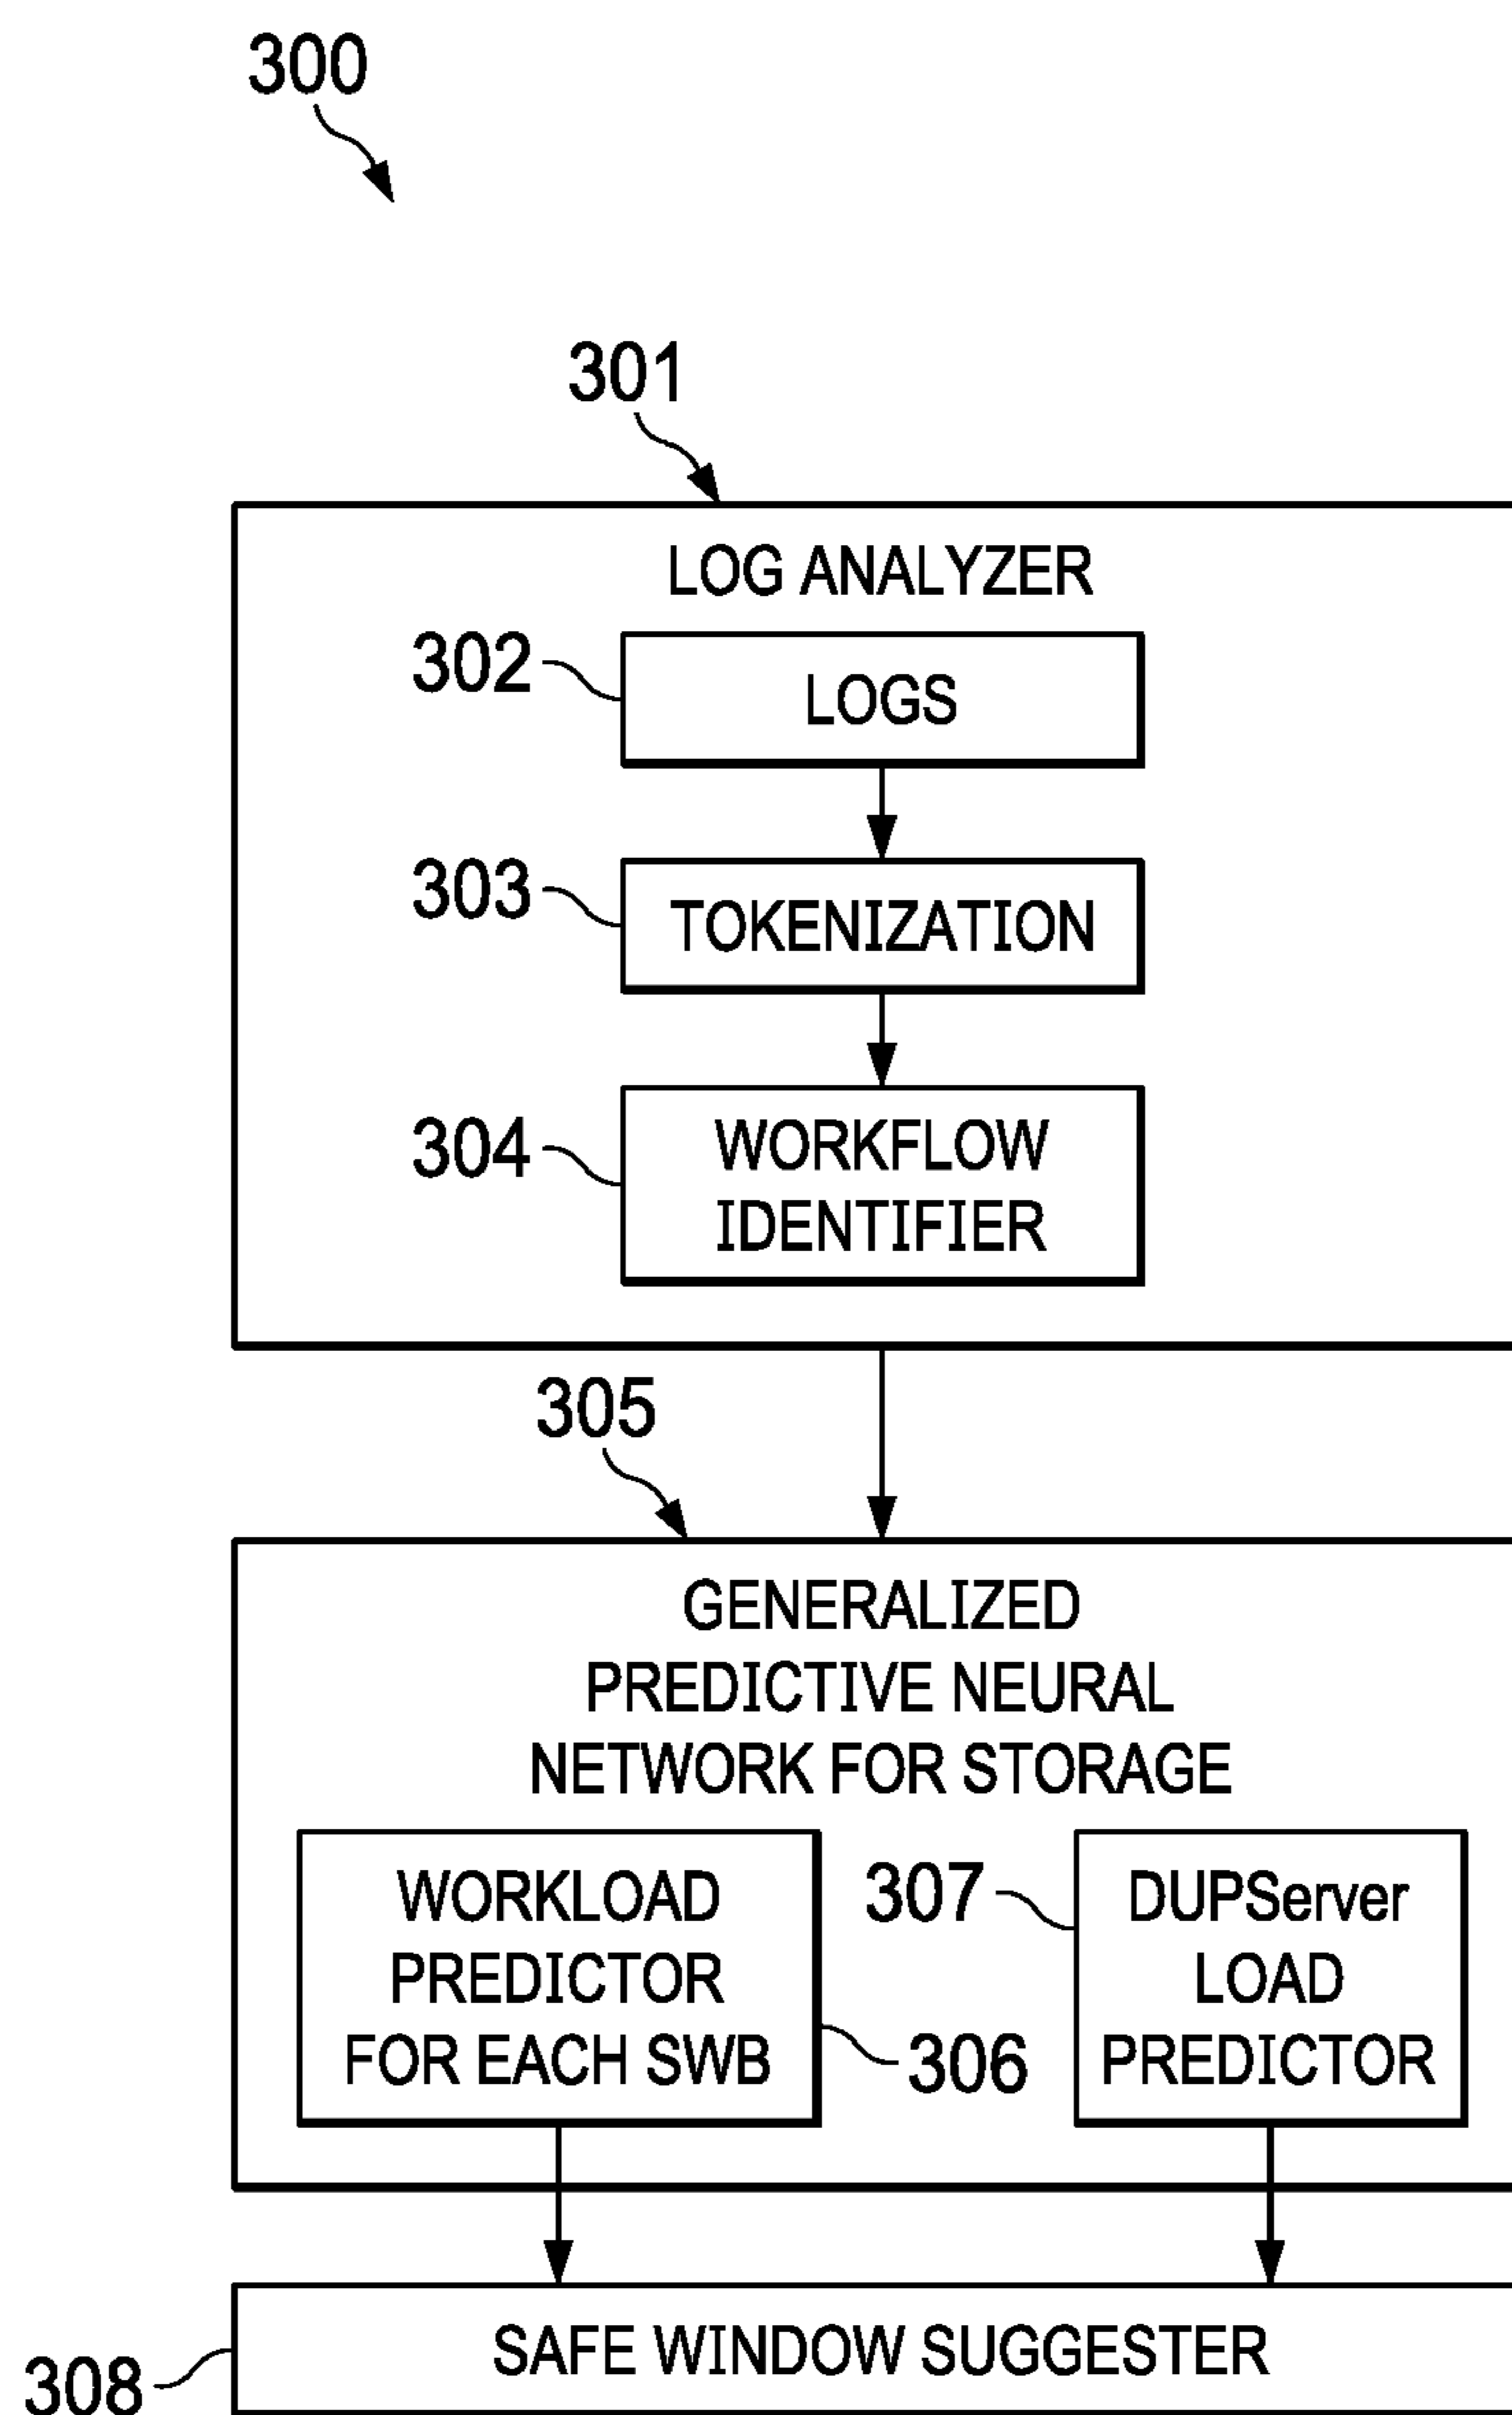 300
301
LOG ANALYZER
302
LOGS
303
TOKENIZATION
304
WORKFLOW
IDENTIFIER
305
GENERALIZED
PREDICTIVE NEURAL
NETWORK FOR STORAGE
WORKLOAD
PREDICTOR
FOR EACH SWB
306
307
DUPServer
LOAD
PREDICTOR
SAFE WINDOW SUGGESTER
308